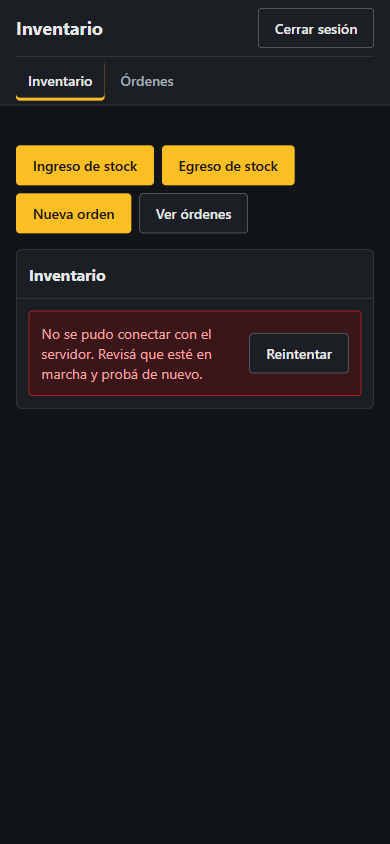 Inventario
Cerrar sesión
Inventario
Órdenes
Ingreso de stock
Egreso de stock
Nueva orden
Ver órdenes
Inventario
No se pudo conectar con el
servidor. Revisá que esté en
marcha y probá de nuevo.
Reintentar